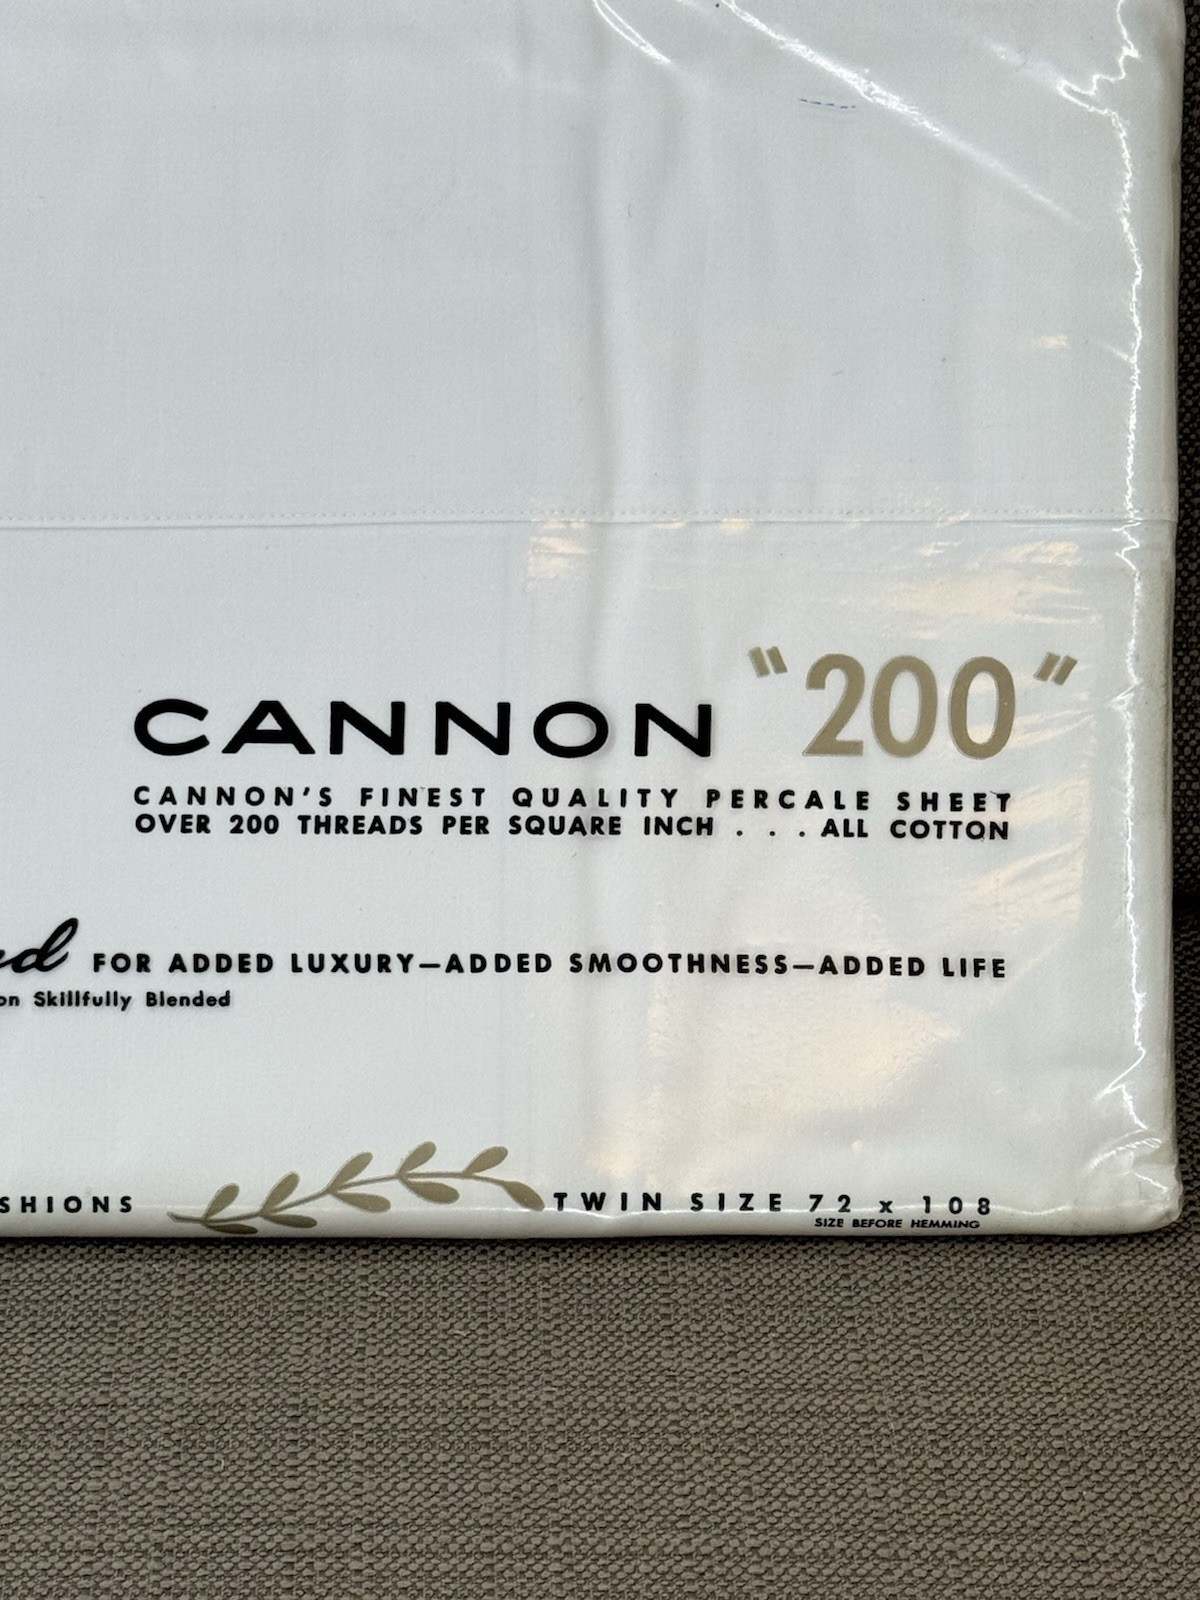 CANNON "200"
CANNON'S FINEST QUALITY PERCALE SHEET
OVER 200 THREADS PER SQUARE INCH . . . ALL COTTON
FOR ADDED LUXURY—ADDED SMOOTHNESS—ADDED LIFE
Skillfully Blended
TWIN SIZE 72 x 108
SIZE BEFORE HEMMING